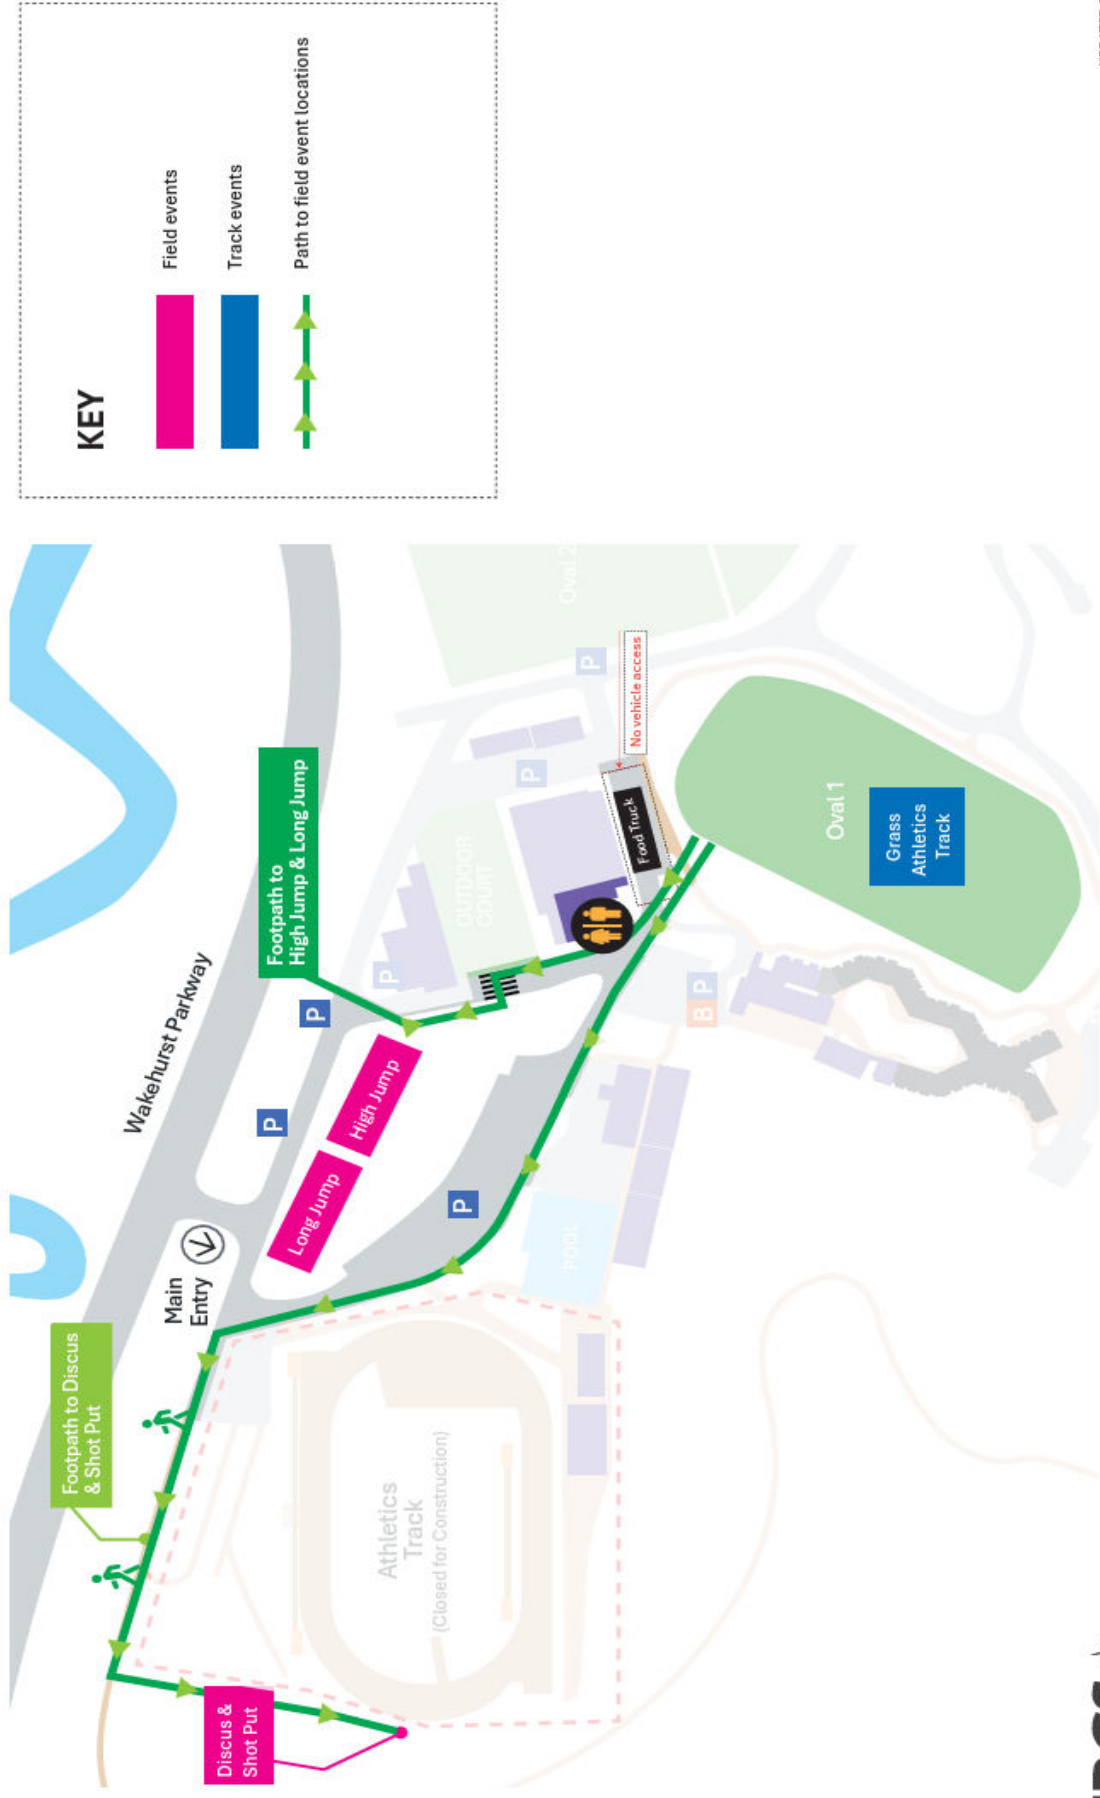 KEY
Field events
Track events
Path to field event locations
Wakehurst Parkway
Main
Entry
Footpath to Discus
& Shot Put
Discus &
Shot Put
Footpath to
High Jump & Long Jump
Long Jump
High Jump
P
P
P
P
P
P
P
B
OUTDOOR
COURT
POOL
Food Truck
No vehicle access
Oval 1
Oval 2
Grass
Athletics
Track
Athletics
Track
(Closed for Construction)